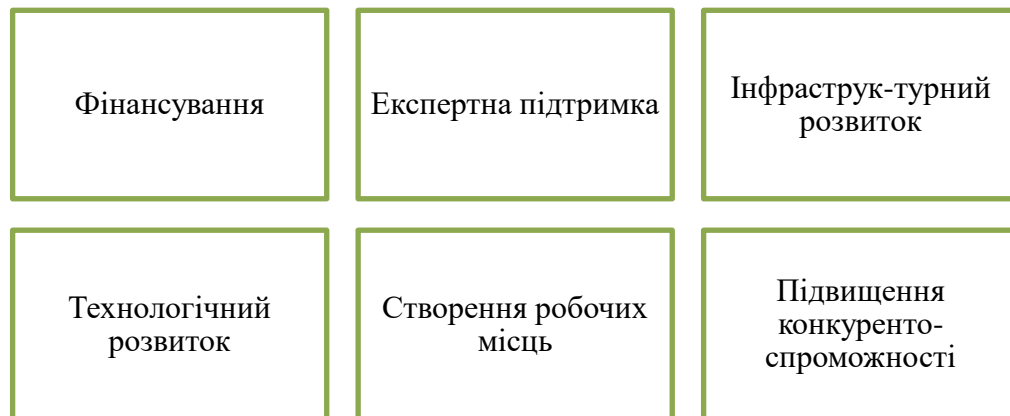 Фінансування
Експертна підтримка
Інфраструк-турний
розвиток
Технологічний
розвиток
Створення робочих
місць
Підвищення
конкуренто-
спроможності